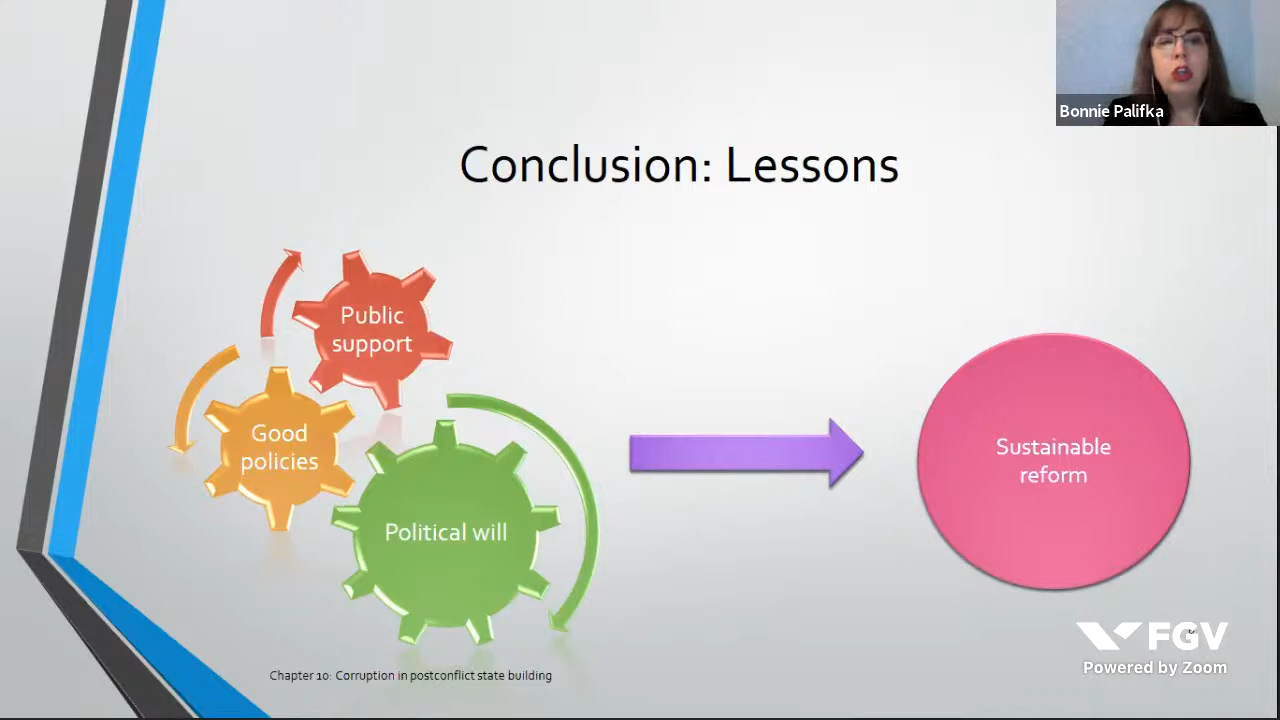 Bonnie Palifka
Conclusion: Lessons
Public
support
Good
policies
Political will
Sustainable
reform
FGV
Powered by Zoom
Chapter 10: Corruption in postconflict state building